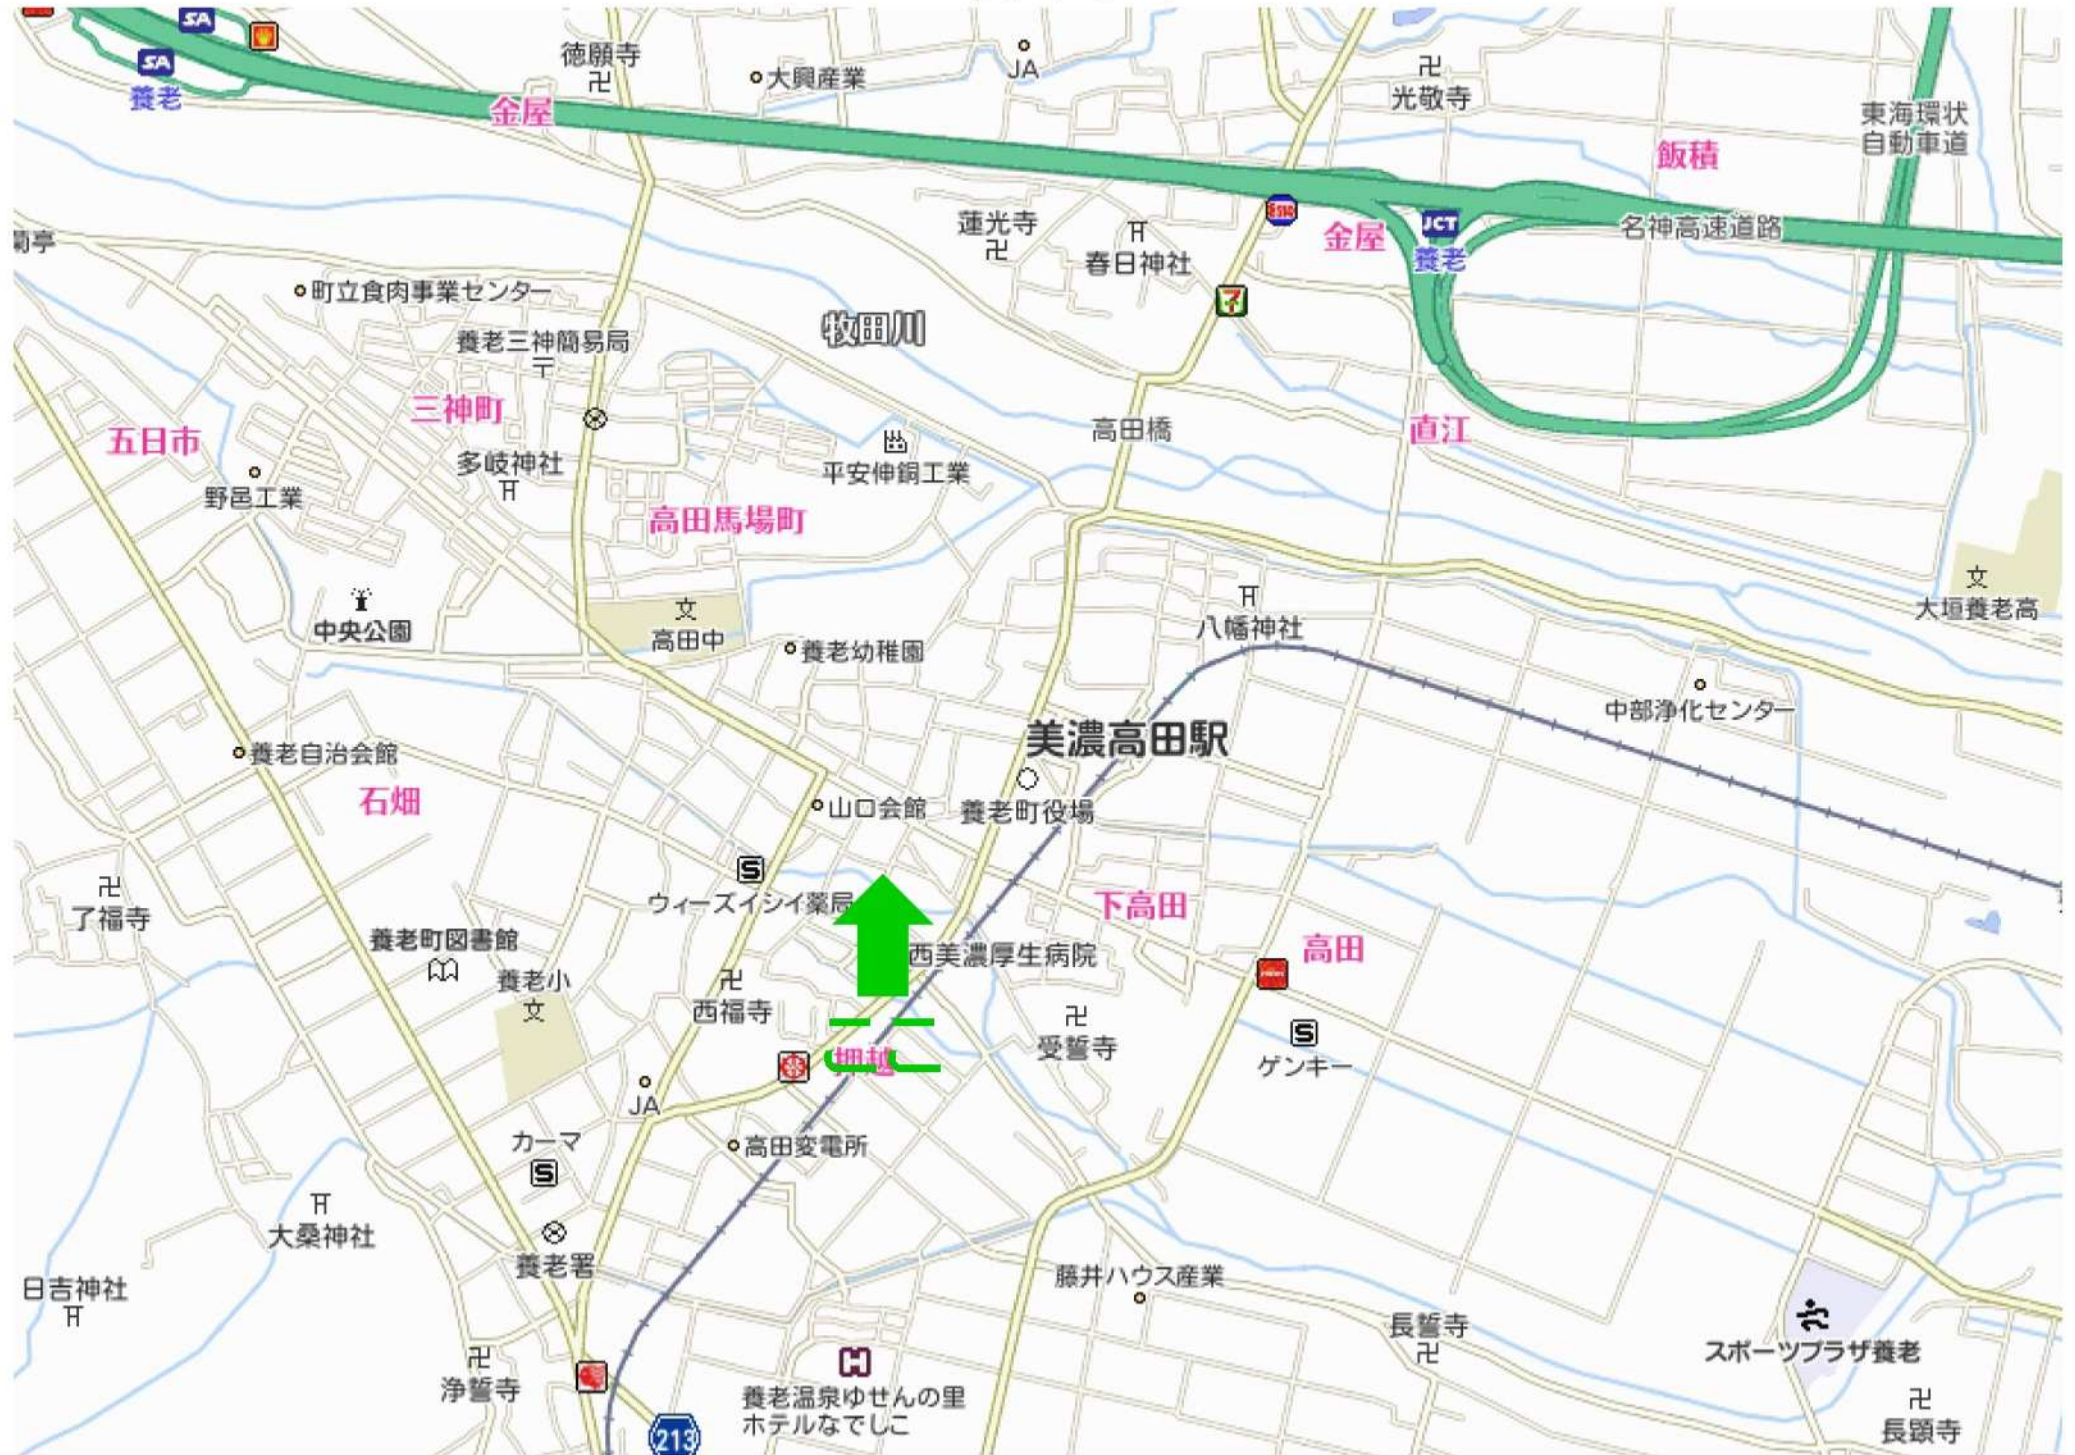 SA
SA
養老
金屋
徳願寺
大興産業
JA
光敬寺
東海環状
自動車道
飯積
蓮光寺
春日神社
Esso
金屋
JCT
養老
名神高速道路
蘭亭
町立食肉事業センター
養老三神簡易局
牧田川
7
三神町
五日市
高田橋
直江
多岐神社
野邑工業
平安伸銅工業
高田馬場町
文
大垣養老高
中央公園
文
高田中
養老幼稚園
八幡神社
中部浄化センター
美濃高田駅
養老自治会館
石畑
山口会館
養老町役場
S
ウィーズイシイ薬局
下高田
了福寺
養老町図書館
養老小
文
西美濃厚生病院
高田
西福寺
受誓寺
S
ゲンキー
押越
こ
こ
JA
高田変電所
カーマ
S
大桑神社
養老署
日吉神社
藤井ハウス産業
長誓寺
スポーツプラザ養老
浄誓寺
H
養老温泉ゆせんの里
ホテルなでしこ
213
長顕寺